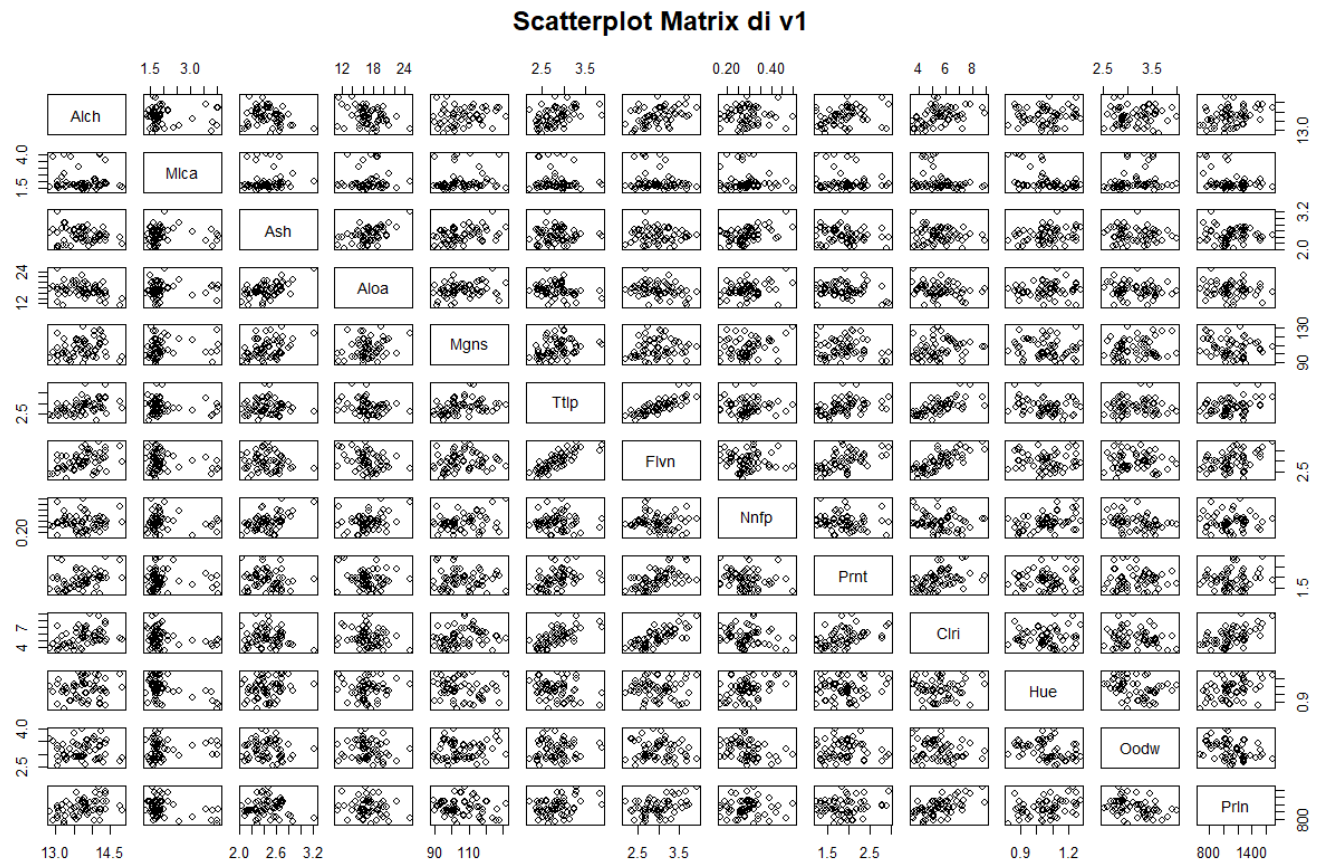 Scatterplot Matrix di v1
1.5 3.0 12 18 24 2.5 3.5 0.20 0.40 4 6 8 2.5 3.5
Alch 13.0
4.0 1.5 Mlca
Ash 3.2 2.0
24 12 Aloa
Mgns 130 90
2.5 Ttlp
Flvn 2.5
0.20 Nnfp
Prnt 1.5
7 4 Clri
Hue 0.9
4.0 2.5 Oodw
Prln 800
13.0 14.5 2.0 2.6 3.2 90 110 2.5 3.5 1.5 2.5 0.9 1.2 800 1400